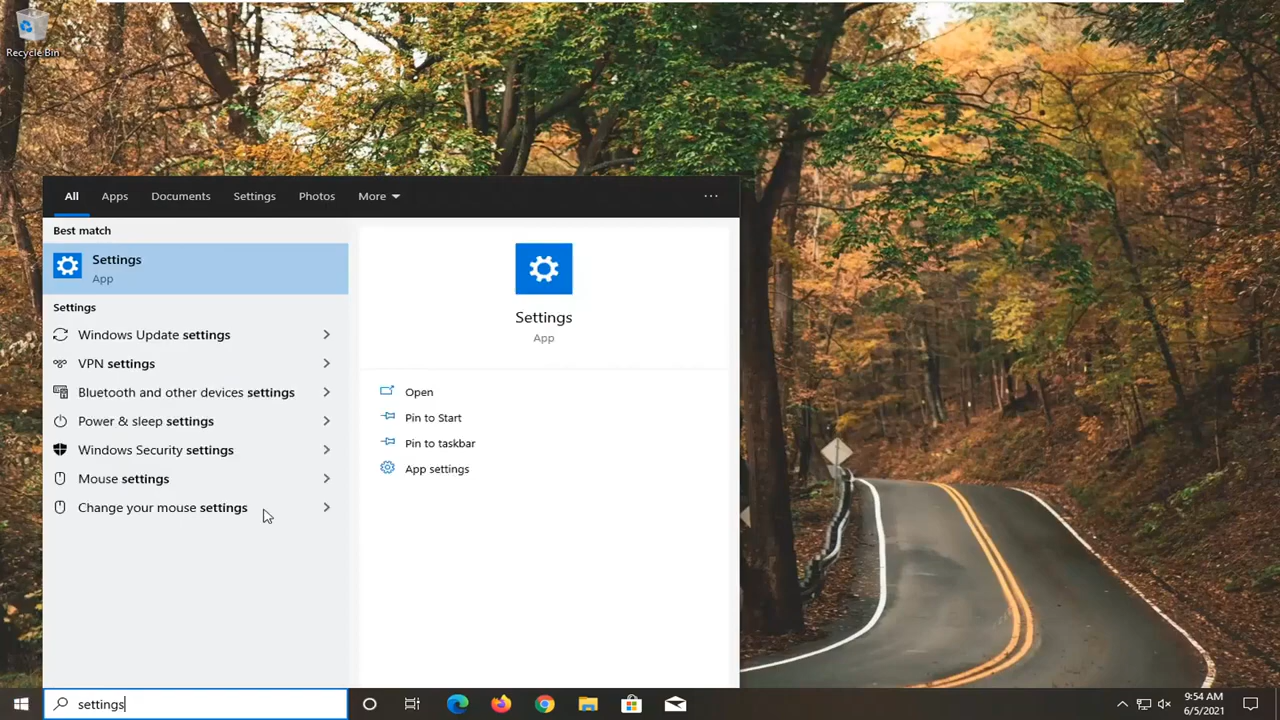 Recycle Bin
All Apps Documents Settings Photos More ...
Best match
Settings
App
Settings
Windows Update settings
VPN settings
Bluetooth and other devices settings
Power & sleep settings
Windows Security settings
Mouse settings
Change your mouse settings
Settings
App
Open
Pin to Start
Pin to taskbar
App settings
settings
9:54 AM
6/5/2021